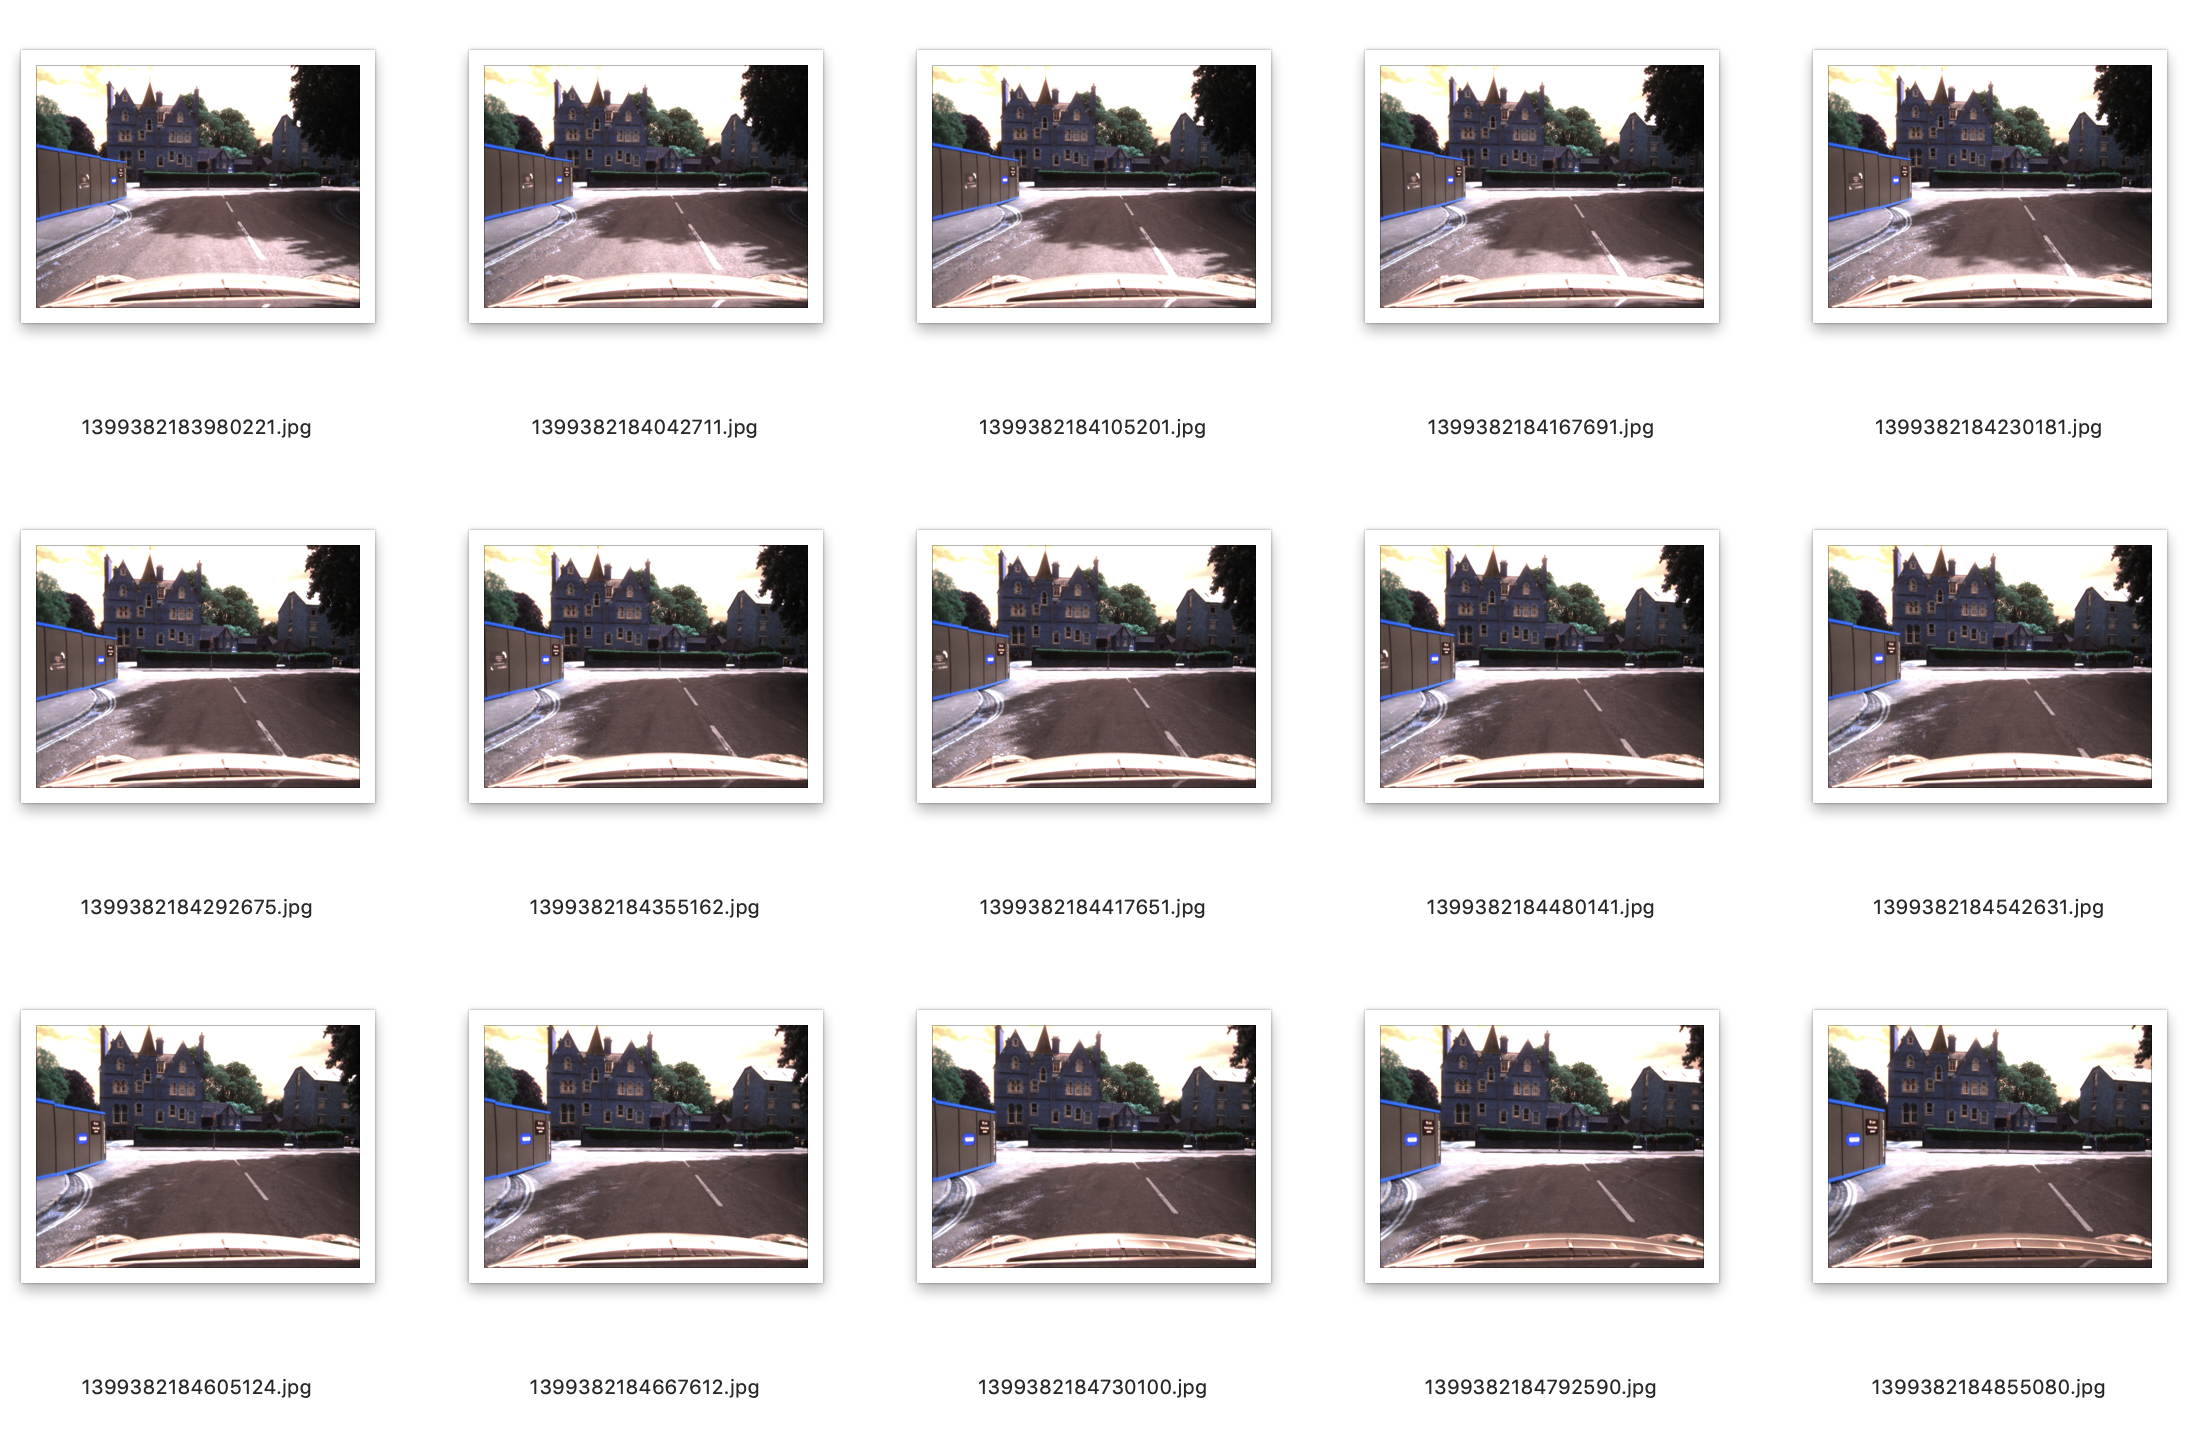 1399382183980221.jpg
1399382184042711.jpg
1399382184105201.jpg
1399382184167691.jpg
1399382184230181.jpg
1399382184292675.jpg
1399382184355162.jpg
1399382184417651.jpg
1399382184480141.jpg
1399382184542631.jpg
1399382184605124.jpg
1399382184667612.jpg
1399382184730100.jpg
1399382184792590.jpg
1399382184855080.jpg